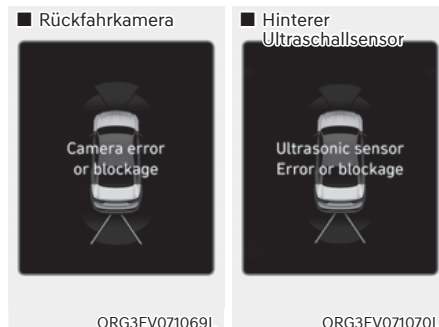 ■ Rückfahrkamera
Camera error
or blockage
ORG3EV071069L
■ Hinterer
Ultraschallsensor
Ultrasonic sensor
Error or blockage
ORG3EV071070L